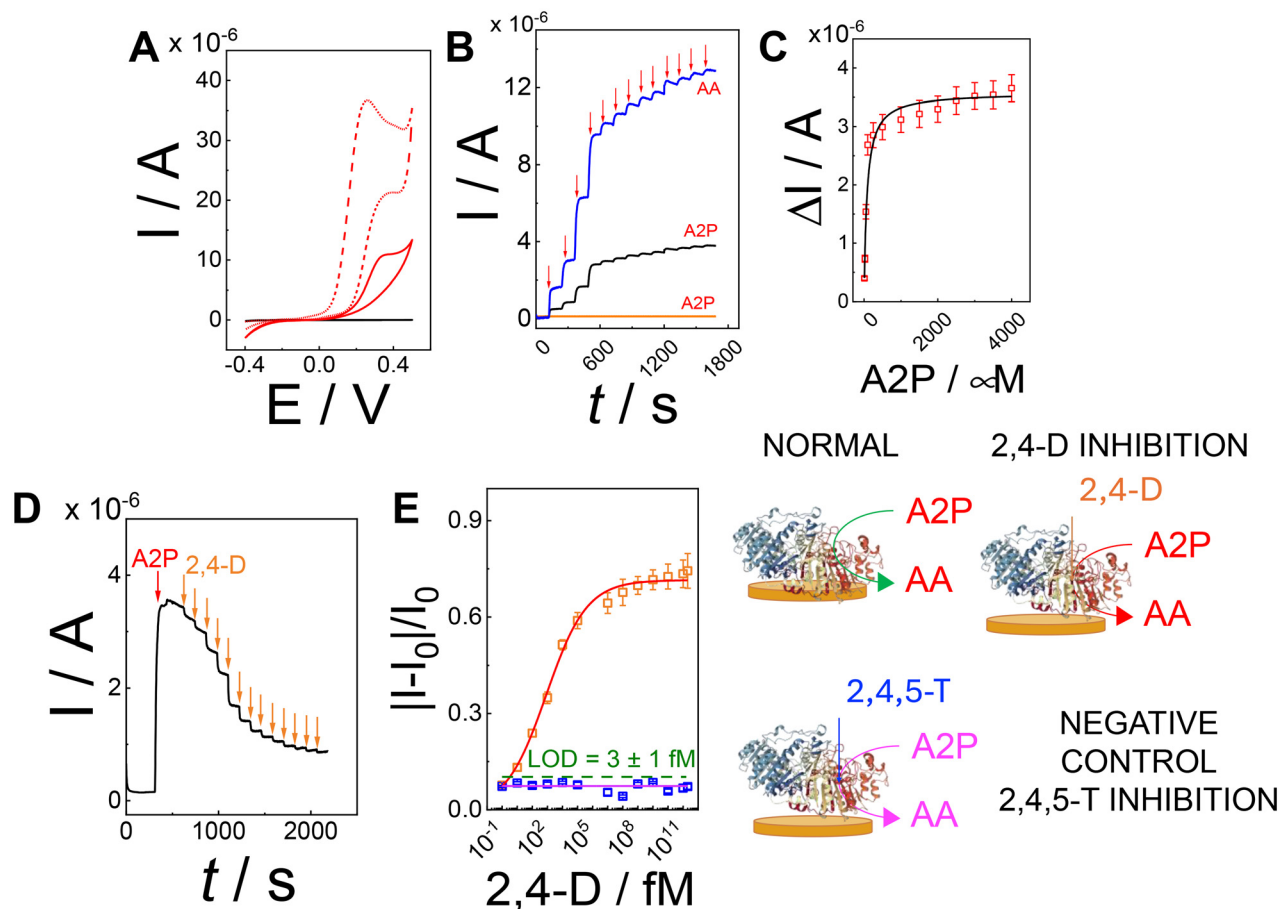 A
x 10⁻⁶
I / A
40
30
20
10
0
-0.4
0.0
0.4
E / V
B
x 10⁻⁶
I / A
12
8
4
0
AA
A2P
A2P
0
600
1200
1800
t / s
C
x10⁻⁶
ΔI / A
4
3
2
1
0
0
2000
4000
A2P / ∝M
D
x 10⁻⁶
I / A
4
2
0
A2P
2,4-D
0
1000
2000
t / s
E
|I-I₀|/I₀
0.9
0.6
0.3
0.0
LOD = 3 ± 1 fM
10⁻¹
10²
10⁵
10⁸
10¹¹
2,4-D / fM
NORMAL
A2P
AA
2,4-D INHIBITION
2,4-D
A2P
AA
2,4,5-T
A2P
AA
NEGATIVE
CONTROL
2,4,5-T INHIBITION